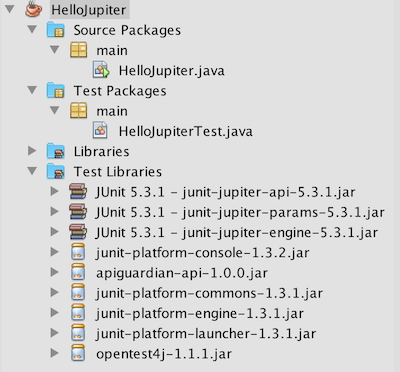 HelloJupiter
Source Packages
main
HelloJupiter.java
Test Packages
main
HelloJupiterTest.java
Libraries
Test Libraries
JUnit 5.3.1 - junit-jupiter-api-5.3.1.jar
JUnit 5.3.1 - junit-jupiter-params-5.3.1.jar
JUnit 5.3.1 - junit-jupiter-engine-5.3.1.jar
junit-platform-console-1.3.2.jar
apiguardian-api-1.0.0.jar
junit-platform-commons-1.3.1.jar
junit-platform-engine-1.3.1.jar
junit-platform-launcher-1.3.1.jar
opentest4j-1.1.1.jar